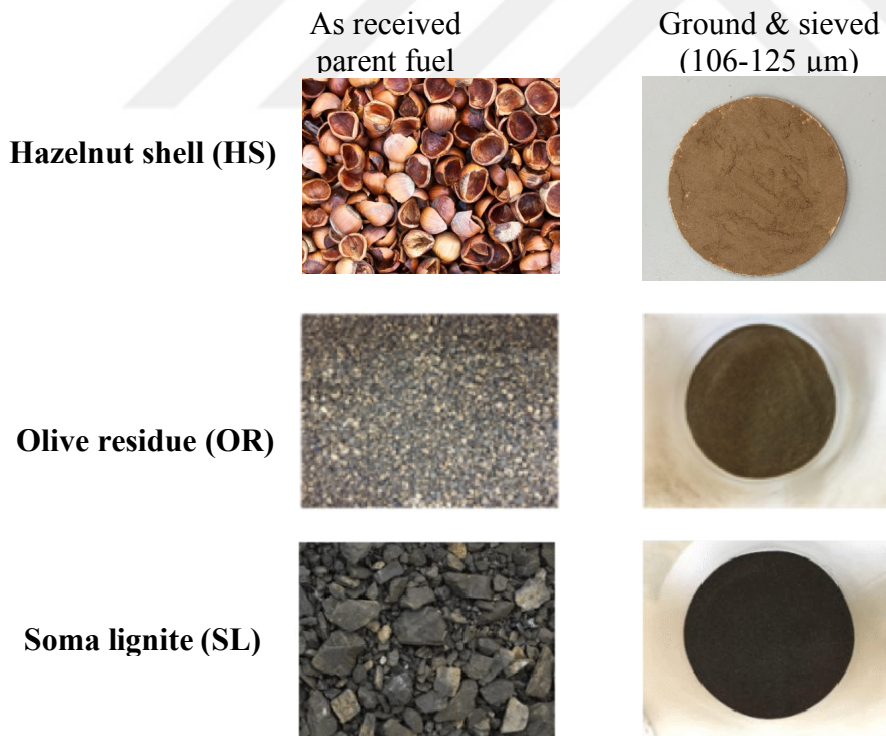 As received
parent fuel
Ground & sieved
(106-125 µm)
Hazelnut shell (HS)
Olive residue (OR)
Soma lignite (SL)